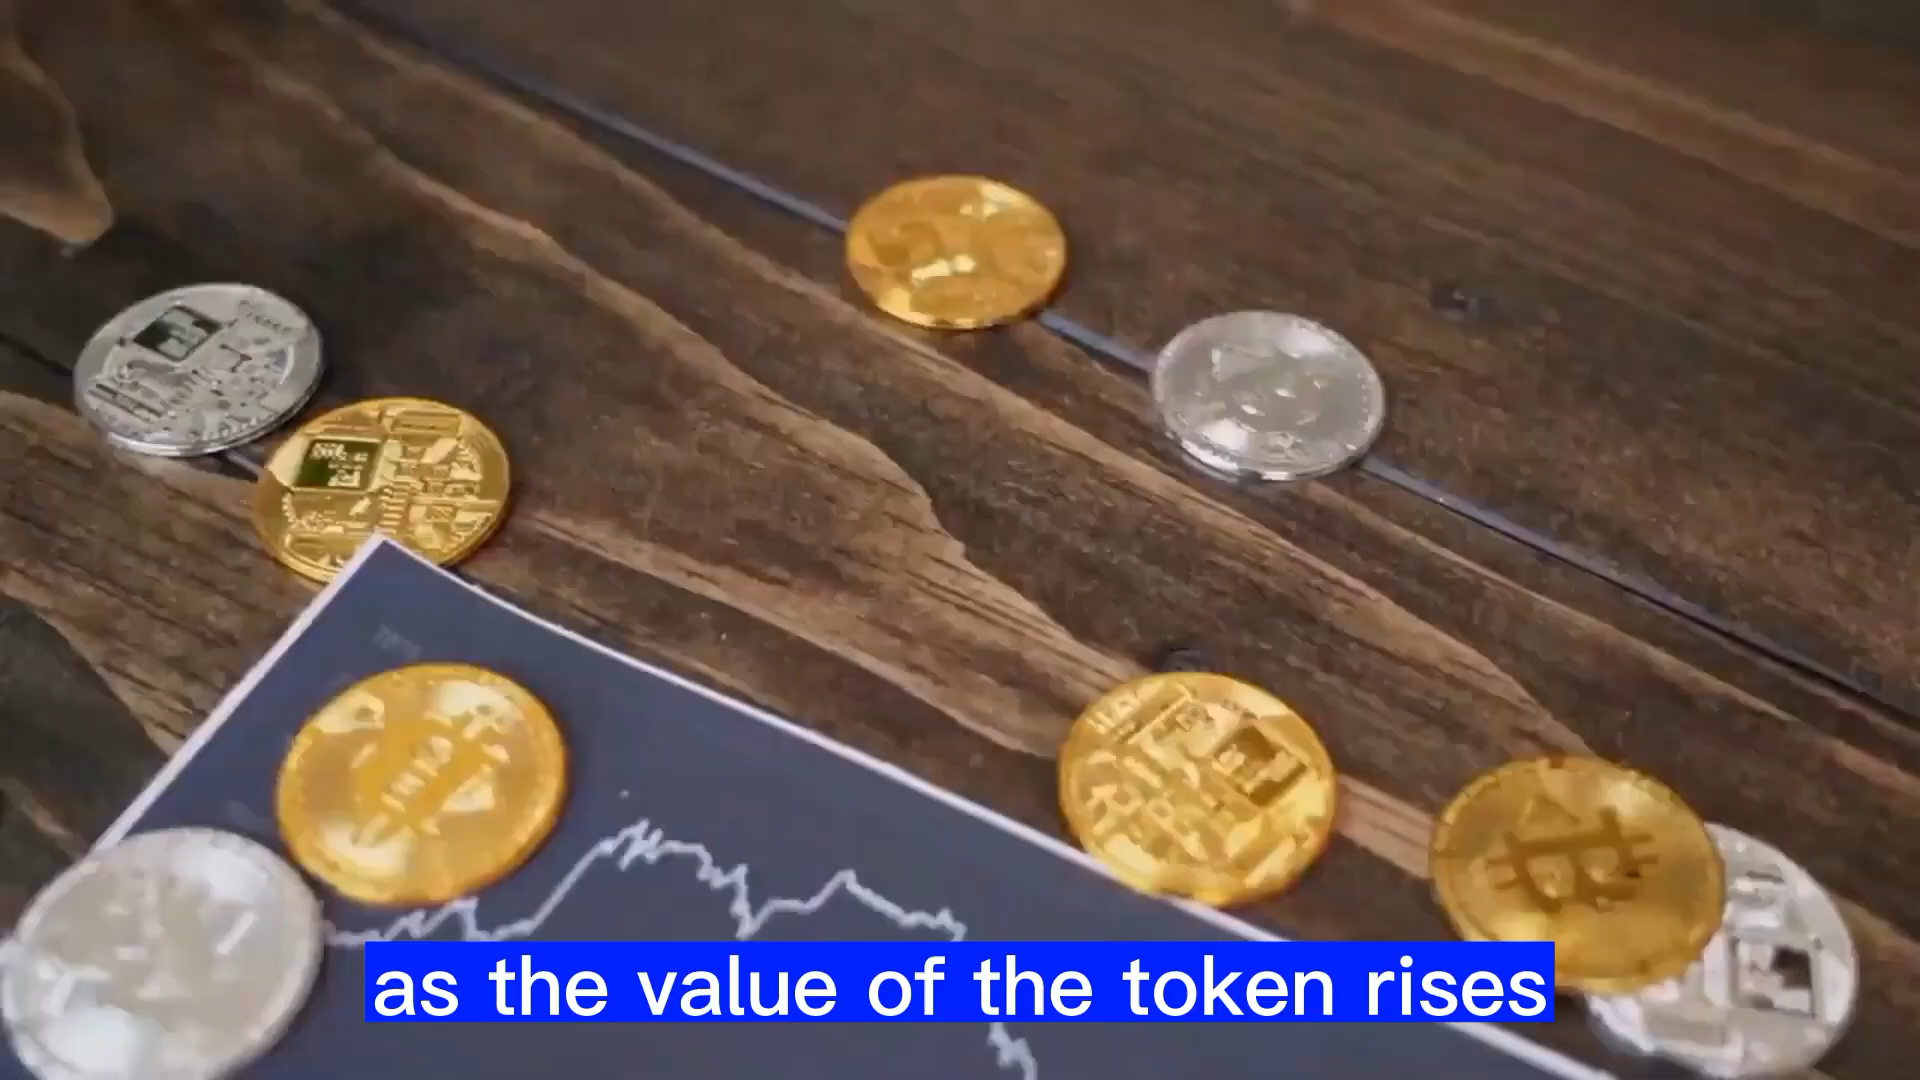 as the value of the token rises